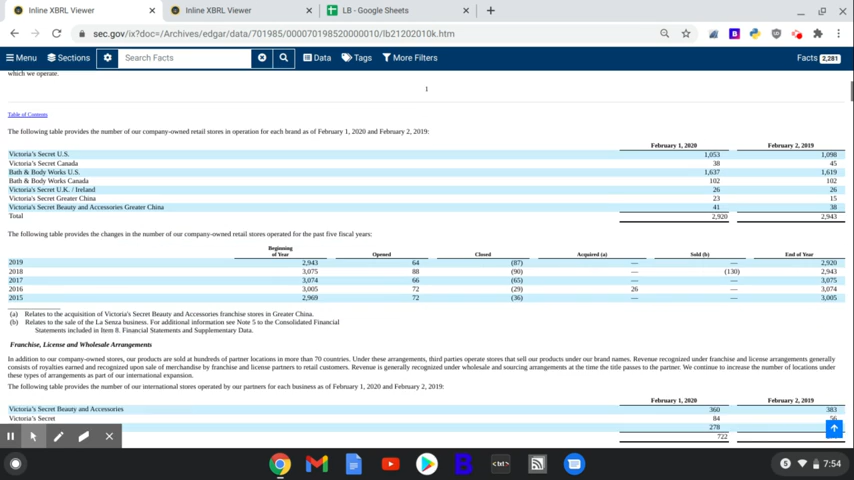 Inline XBRL Viewer
Inline XBRL Viewer
LB - Google Sheets
sec.gov/ix?doc=/Archives/edgar/data/701985/000070198520000010/lb21202010k.htm
Menu Sections Search Facts Data Tags More Filters Facts 2,281
which we operate.
1
Table of Contents
The following table provides the number of our company-owned retail stores in operation for each brand as of February 1, 2020 and February 2, 2019:
February 1, 2020 February 2, 2019
Victoria's Secret U.S. 1,053 1,098
Victoria's Secret Canada 38 45
Bath & Body Works U.S. 1,637 1,619
Bath & Body Works Canada 102 102
Victoria's Secret U.K. / Ireland 26 26
Victoria's Secret Greater China 23 15
Victoria's Secret Beauty and Accessories Greater China 41 38
Total 2,920 2,943
The following table provides the changes in the number of our company-owned retail stores operated for the past five fiscal years:
Beginning
of Year Opened Closed Acquired (a) Sold (b) End of Year
2019 2,943 64 (87) — — 2,920
2018 3,075 88 (90) — (130) 2,943
2017 3,074 66 (65) — — 3,075
2016 3,005 72 (29) 26 — 3,074
2015 2,969 72 (36) — — 3,005
(a) Relates to the acquisition of Victoria's Secret Beauty and Accessories franchise stores in Greater China.
(b) Relates to the sale of the La Senza business. For additional information see Note 5 to the Consolidated Financial
Statements included in Item 8. Financial Statements and Supplementary Data.
Franchise, License and Wholesale Arrangements
In addition to our company-owned stores, our products are sold at hundreds of partner locations in more than 70 countries. Under these arrangements, third parties operate stores that sell our products under our brand names. Revenue recognized under franchise and license arrangements generally
consists of royalties earned and recognized upon sale of merchandise by franchise and license partners to retail customers. Revenue is generally recognized under wholesale and sourcing arrangements at the time the title passes to the partner. We continue to increase the number of locations under
these types of arrangements as part of our international expansion.
The following table provides the number of our international stores operated by our partners for each business as of February 1, 2020 and February 2, 2019:
February 1, 2020 February 2, 2019
Victoria's Secret Beauty and Accessories 360 383
Victoria's Secret 84 56
278
722
7:54